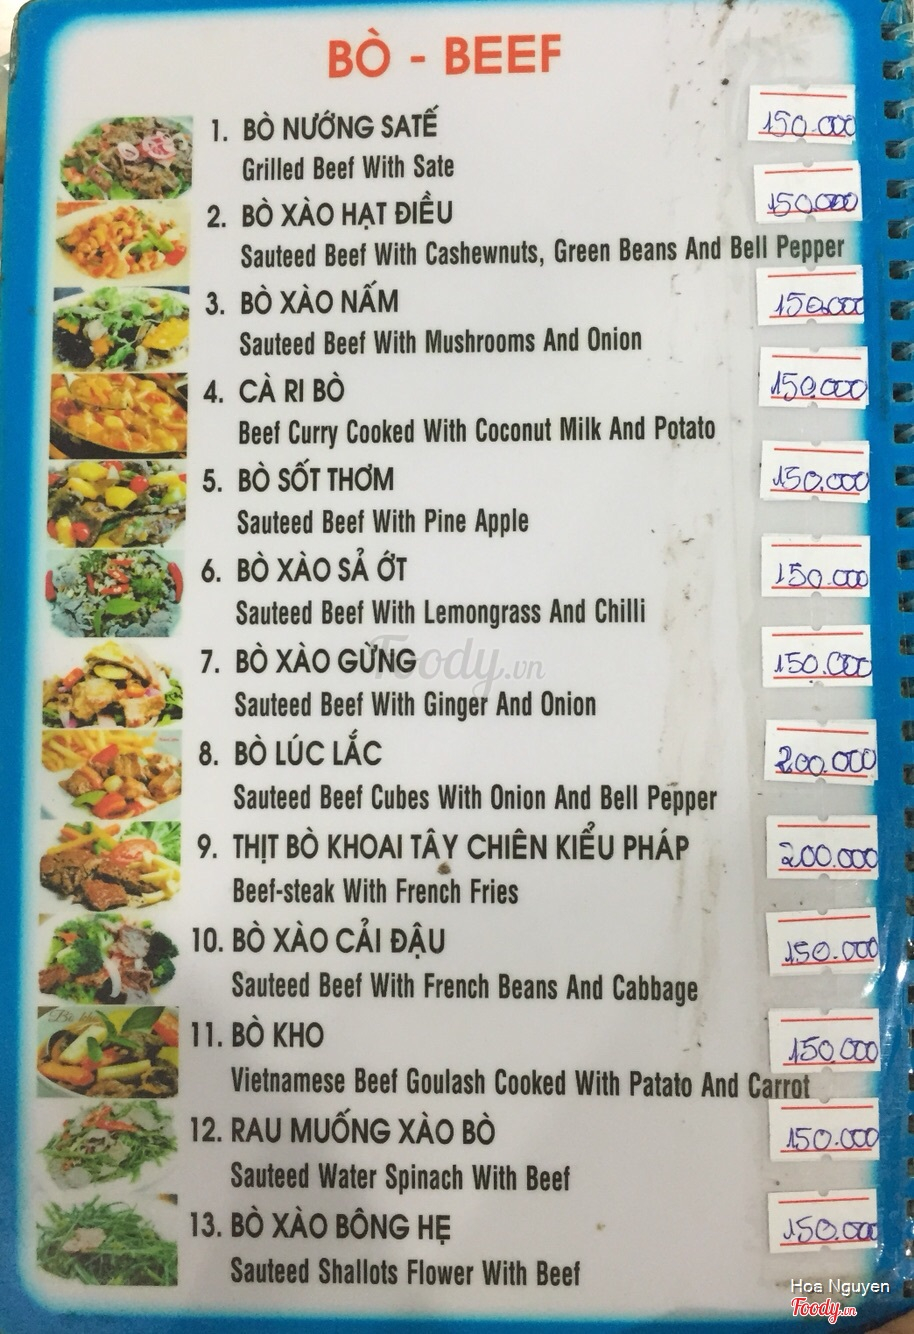 BÒ - BEEF
1. BÒ NƯỚNG SATẾ 150.000
Grilled Beef With Sate
2. BÒ XÀO HẠT ĐIỀU 150.000
Sauteed Beef With Cashewnuts, Green Beans And Bell Pepper
3. BÒ XÀO NẤM 150.000
Sauteed Beef With Mushrooms And Onion
4. CÀ RI BÒ 150.000
Beef Curry Cooked With Coconut Milk And Potato
5. BÒ SỐT THƠM 150.000
Sauteed Beef With Pine Apple
6. BÒ XÀO SẢ ỚT 150.000
Sauteed Beef With Lemongrass And Chilli
7. BÒ XÀO GỪNG 150.000
Foody.vn
Sauteed Beef With Ginger And Onion
8. BÒ LÚC LẮC 200.000
Sauteed Beef Cubes With Onion And Bell Pepper
9. THỊT BÒ KHOAI TÂY CHIÊN KIỂU PHÁP 200.000
Beef-steak With French Fries
10. BÒ XÀO CẢI ĐẬU 150.000
Sauteed Beef With French Beans And Cabbage
11. BÒ KHO 150.000
Vietnamese Beef Goulash Cooked With Patato And Carrot
12. RAU MUỐNG XÀO BÒ 150.000
Sauteed Water Spinach With Beef
13. BÒ XÀO BÔNG HẸ 150.000
Sauteed Shallots Flower With Beef
Hoa Nguyen
Foody.vn